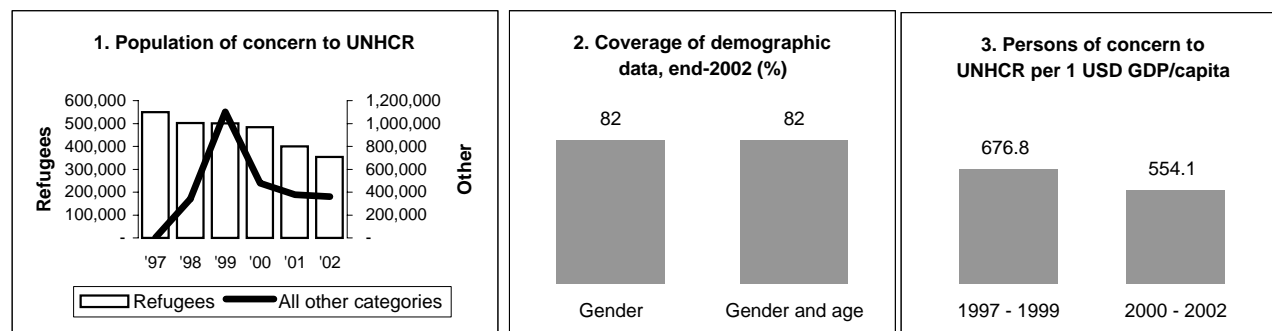 1. Population of concern to UNHCR
600,000
500,000
400,000
300,000
200,000
100,000
-
Refugees
1,200,000
1,000,000
800,000
600,000
400,000
200,000
-
Other
'97 '98 '99 '00 '01 '02
Refugees All other categories
2. Coverage of demographic
data, end-2002 (%)
82 82
Gender Gender and age
3. Persons of concern to
UNHCR per 1 USD GDP/capita
676.8
554.1
1997 - 1999 2000 - 2002